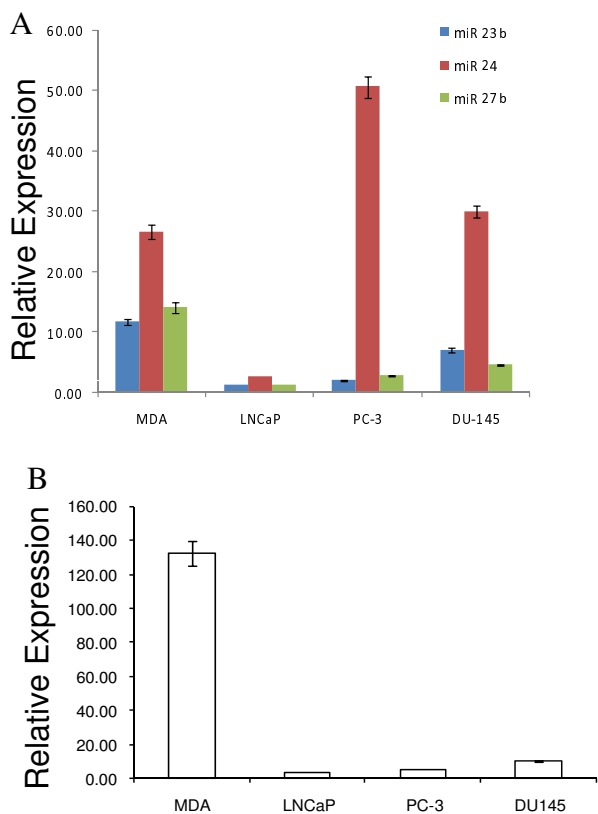 A
Relative Expression
60.00
50.00
40.00
30.00
20.00
10.00
0.00
miR 23b
miR 24
miR 27b
MDA LNCaP PC-3 DU-145
B
Relative Expression
160.00
140.00
120.00
100.00
80.00
60.00
40.00
20.00
0.00
MDA LNCaP PC-3 DU145